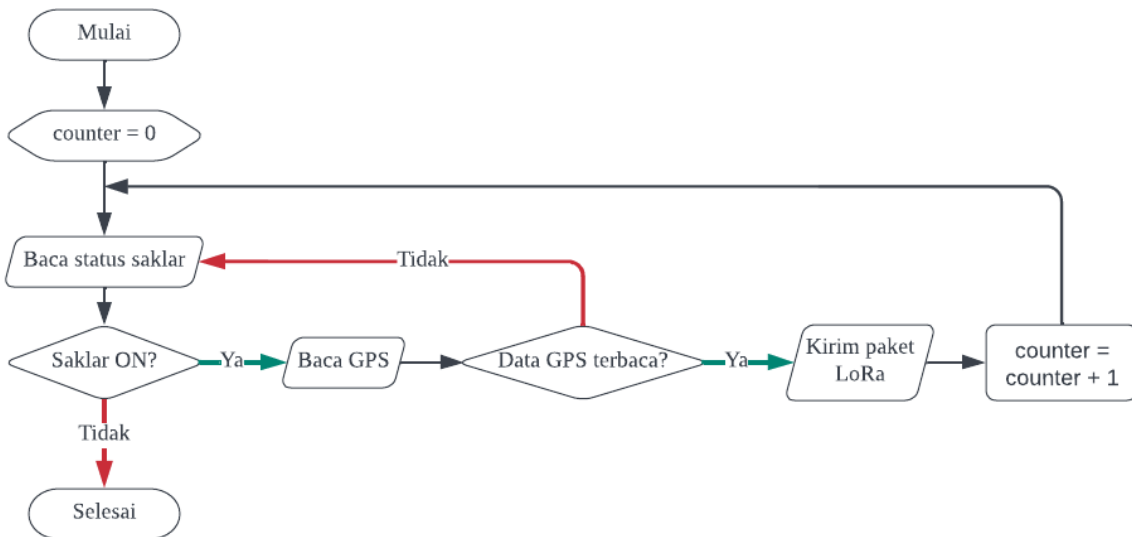 Mulai
counter = 0
Baca status saklar
Tidak
Saklar ON?
Ya
Baca GPS
Data GPS terbaca?
Ya
Kirim paket
LoRa
counter =
counter + 1
Tidak
Selesai